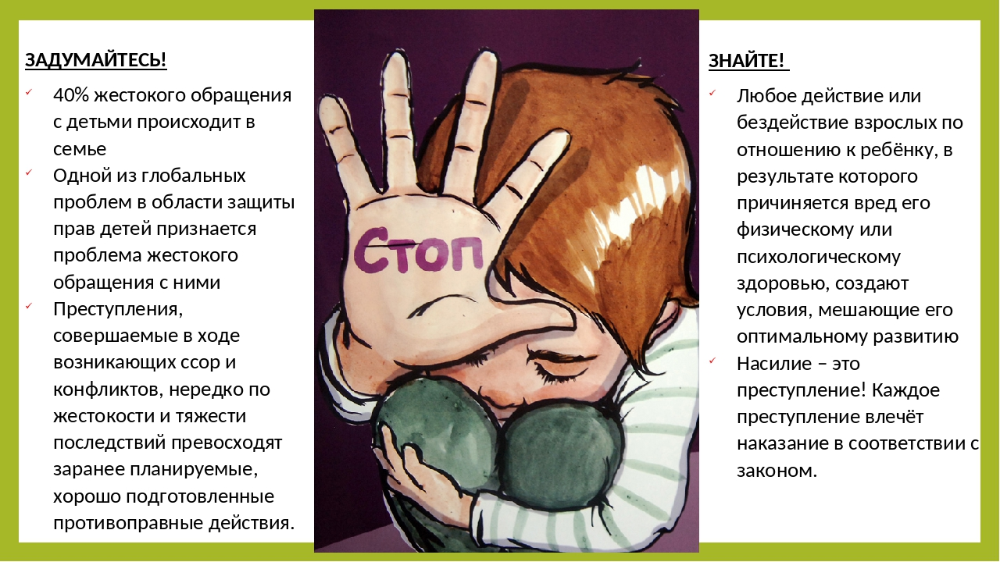 ЗАДУМАЙТЕСЬ!
40% жестокого обращения
с детьми происходит в
семье
Одной из глобальных
проблем в области защиты
прав детей признается
проблема жестокого
обращения с ними
Преступления,
совершаемые в ходе
возникающих ссор и
конфликтов, нередко по
жестокости и тяжести
последствий превосходят
заранее планируемые,
хорошо подготовленные
противоправные действия.
Стоп
ЗНАЙТЕ!
Любое действие или
бездействие взрослых по
отношению к ребёнку, в
результате которого
причиняется вред его
физическому или
психологическому
здоровью, создают
условия, мешающие его
оптимальному развитию
Насилие – это
преступление! Каждое
преступление влечёт
наказание в соответствии с
законом.